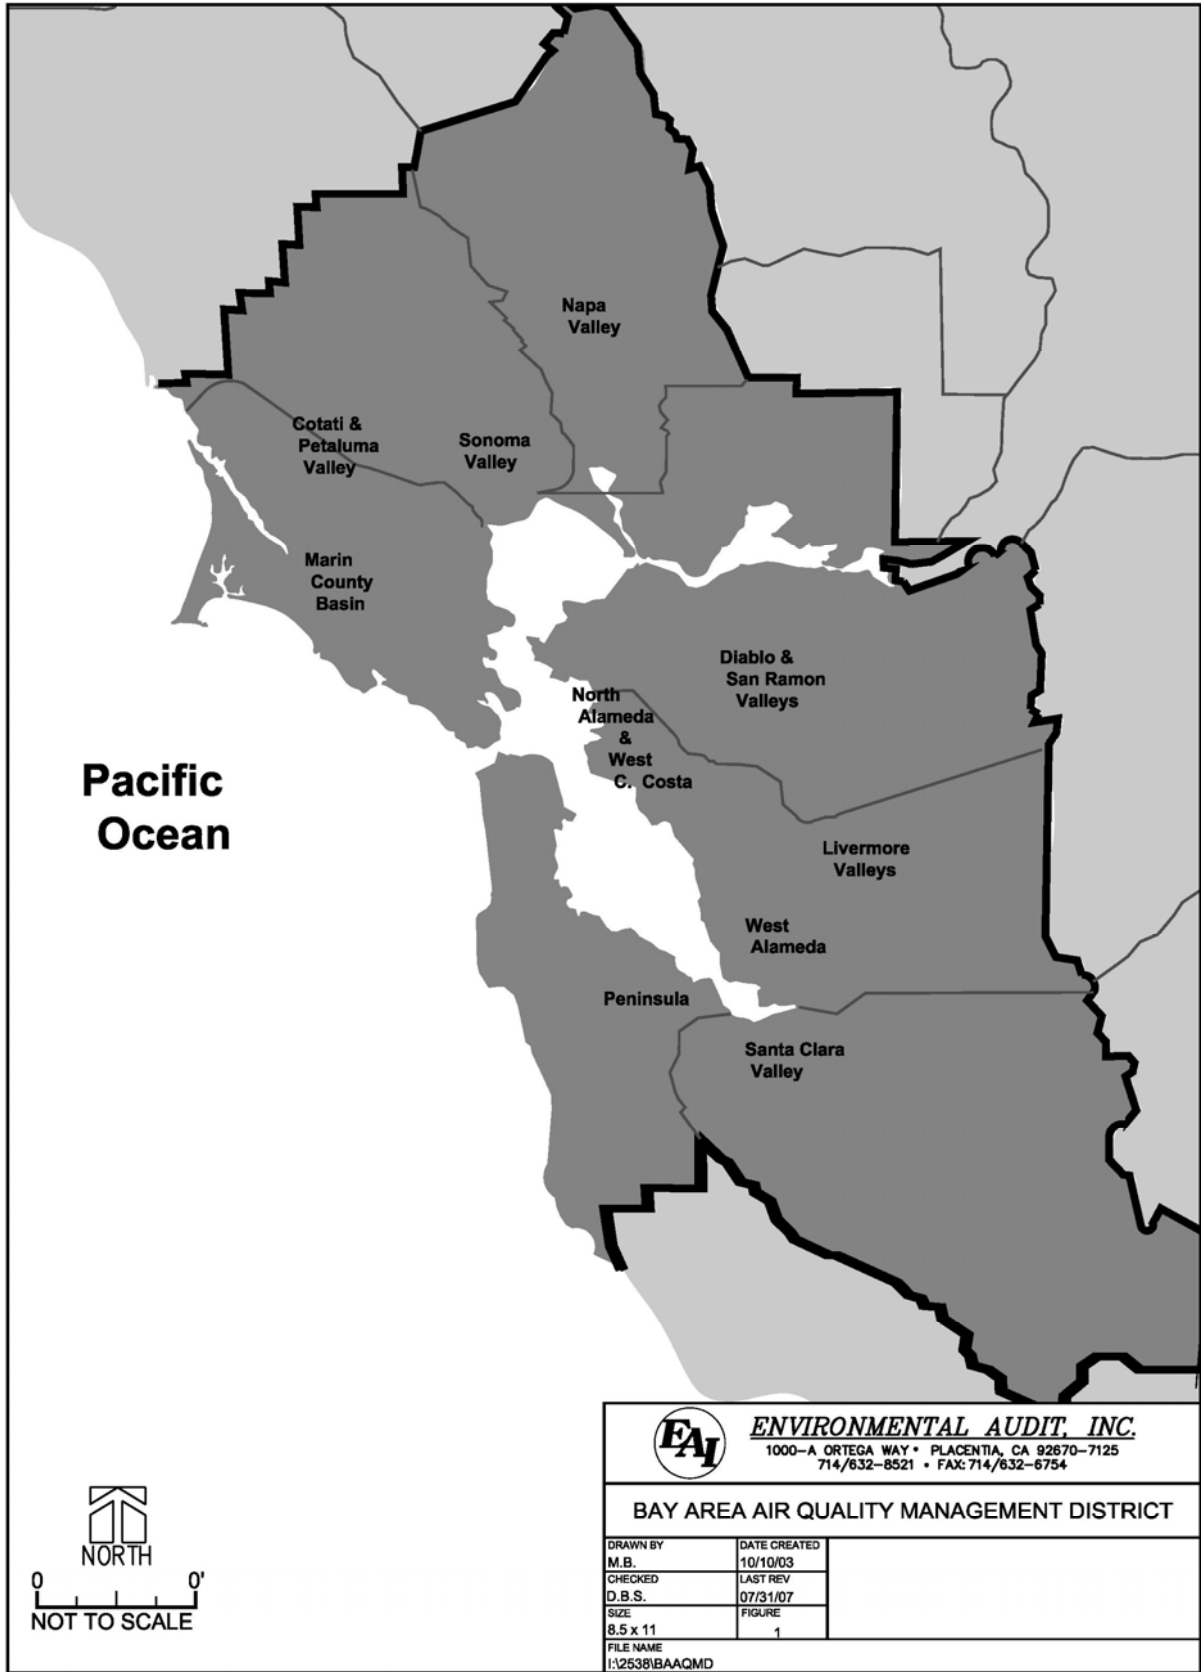 Napa
Valley
Cotati &
Petaluma
Valley
Sonoma
Valley
Marin
County
Basin
Diablo &
San Ramon
Valleys
North
Alameda
&
West
C. Costa
Pacific
Ocean
Livermore
Valleys
West
Alameda
Peninsula
Santa Clara
Valley
EAI
ENVIRONMENTAL AUDIT, INC.
1000-A ORTEGA WAY • PLACENTIA, CA 92670-7125
714/632-8521 • FAX: 714/632-6754
BAY AREA AIR QUALITY MANAGEMENT DISTRICT
DRAWN BY
M.B.
DATE CREATED
10/10/03
CHECKED
D.B.S.
LAST REV
07/31/07
SIZE
8.5 x 11
FIGURE
1
FILE NAME
I:\2538\BAAQMD
NORTH
0 0'
NOT TO SCALE